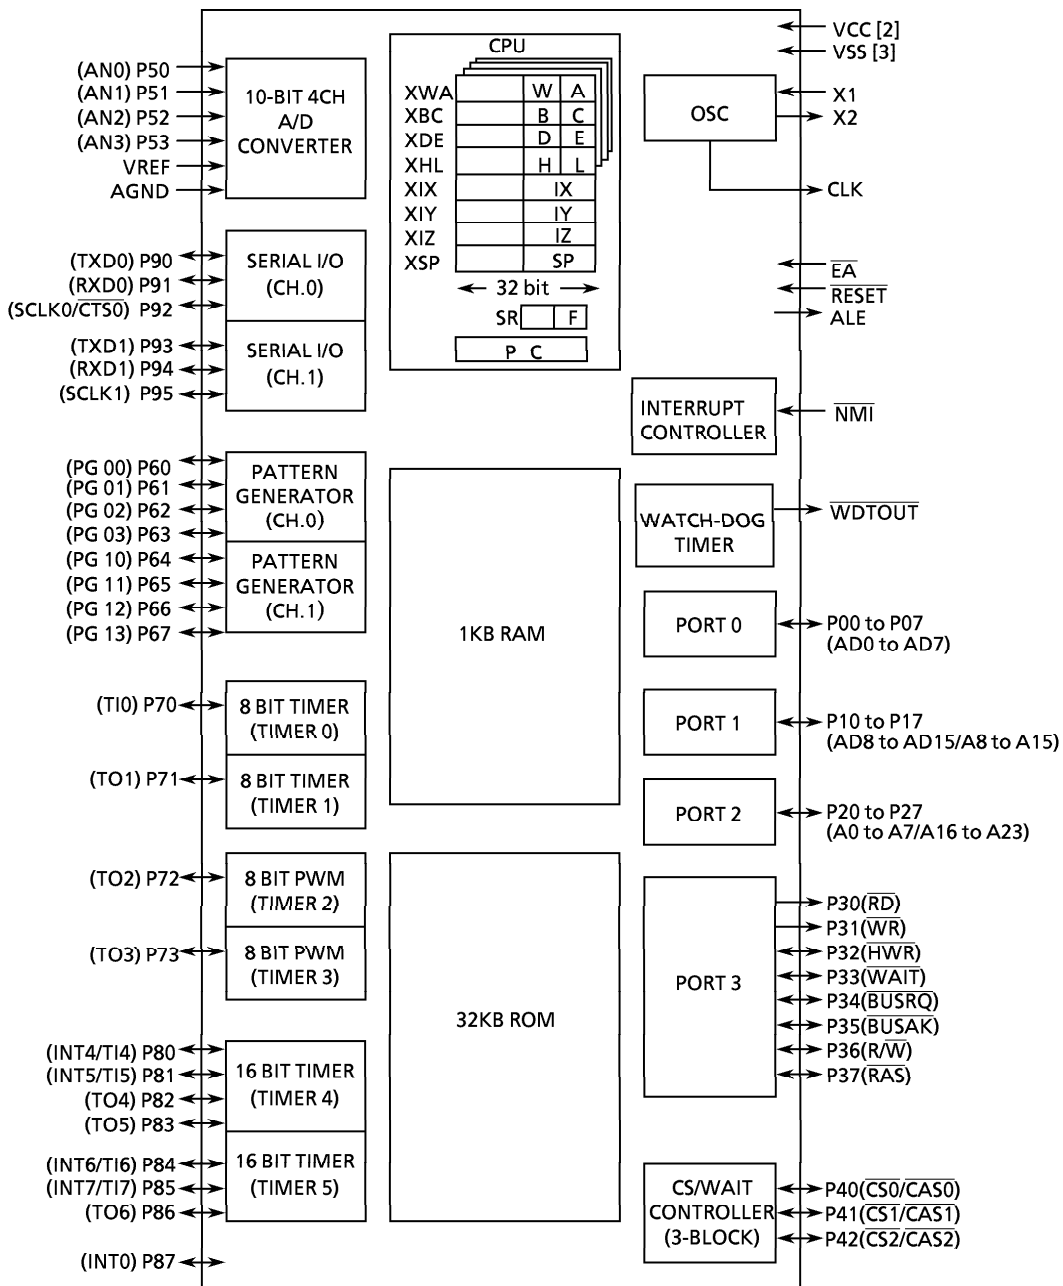 (AN0) P50
(AN1) P51
(AN2) P52
(AN3) P53
VREF
AGND
10-BIT 4CH
A/D
CONVERTER
(TXD0) P90
(RXD0) P91
(SCLK0/CTS0) P92
SERIAL I/O
(CH.0)
(TXD1) P93
(RXD1) P94
(SCLK1) P95
SERIAL I/O
(CH.1)
(PG 00) P60
(PG 01) P61
(PG 02) P62
(PG 03) P63
PATTERN
GENERATOR
(CH.0)
(PG 10) P64
(PG 11) P65
(PG 12) P66
(PG 13) P67
PATTERN
GENERATOR
(CH.1)
(TI0) P70
8 BIT TIMER
(TIMER 0)
(TO1) P71
8 BIT TIMER
(TIMER 1)
(TO2) P72
8 BIT PWM
(TIMER 2)
(TO3) P73
8 BIT PWM
(TIMER 3)
(INT4/TI4) P80
(INT5/TI5) P81
(TO4) P82
(TO5) P83
16 BIT TIMER
(TIMER 4)
(INT6/TI6) P84
(INT7/TI7) P85
(TO6) P86
16 BIT TIMER
(TIMER 5)
(INT0) P87
CPU
XWA W A
XBC B C
XDE D E
XHL H L
XIX IX
XIY IY
XIZ IZ
XSP SP
32 bit
SR F
P C
1KB RAM
32KB ROM
VCC [2]
VSS [3]
OSC
X1
X2
CLK
EA
RESET
ALE
INTERRUPT
CONTROLLER
NMI
WATCH-DOG
TIMER
WDTOUT
PORT 0
P00 to P07
(AD0 to AD7)
PORT 1
P10 to P17
(AD8 to AD15/A8 to A15)
PORT 2
P20 to P27
(A0 to A7/A16 to A23)
PORT 3
P30(RD)
P31(WR)
P32(HWR)
P33(WAIT)
P34(BUSRQ)
P35(BUSAK)
P36(R/W)
P37(RAS)
CS/WAIT
CONTROLLER
(3-BLOCK)
P40(CS0/CAS0)
P41(CS1/CAS1)
P42(CS2/CAS2)